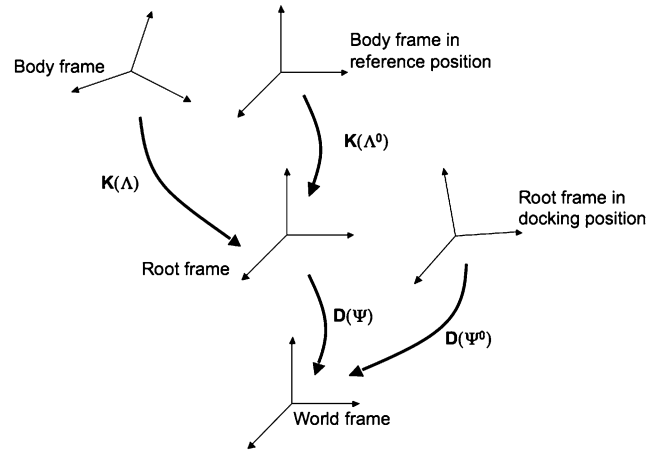 Body frame
Body frame in
reference position
K(Λ)
K(Λ⁰)
Root frame in
docking position
Root frame
D(Ψ)
D(Ψ⁰)
World frame